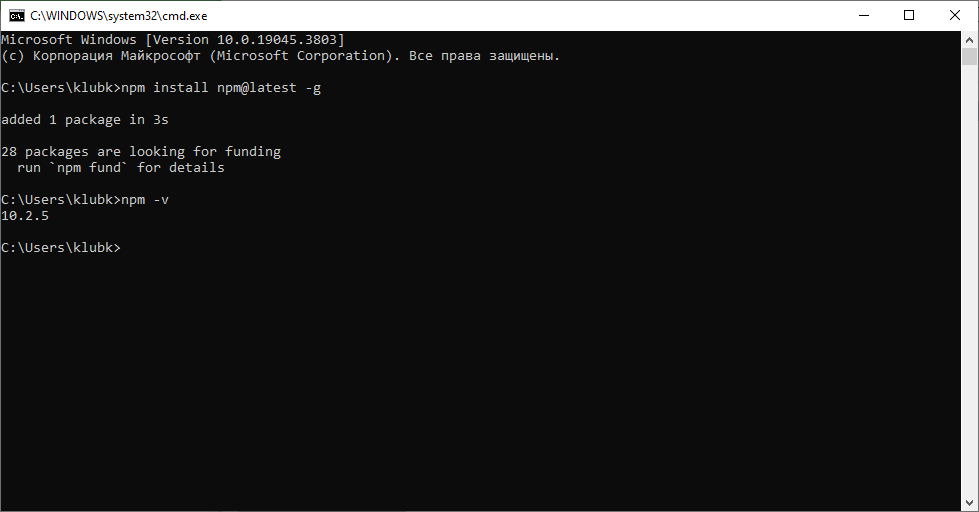 C:\WINDOWS\system32\cmd.exe
Microsoft Windows [Version 10.0.19045.3803]
(c) Корпорация Майкрософт (Microsoft Corporation). Все права защищены.
C:\Users\klubk>npm install npm@latest -g
added 1 package in 3s
28 packages are looking for funding
  run `npm fund` for details
C:\Users\klubk>npm -v
10.2.5
C:\Users\klubk>